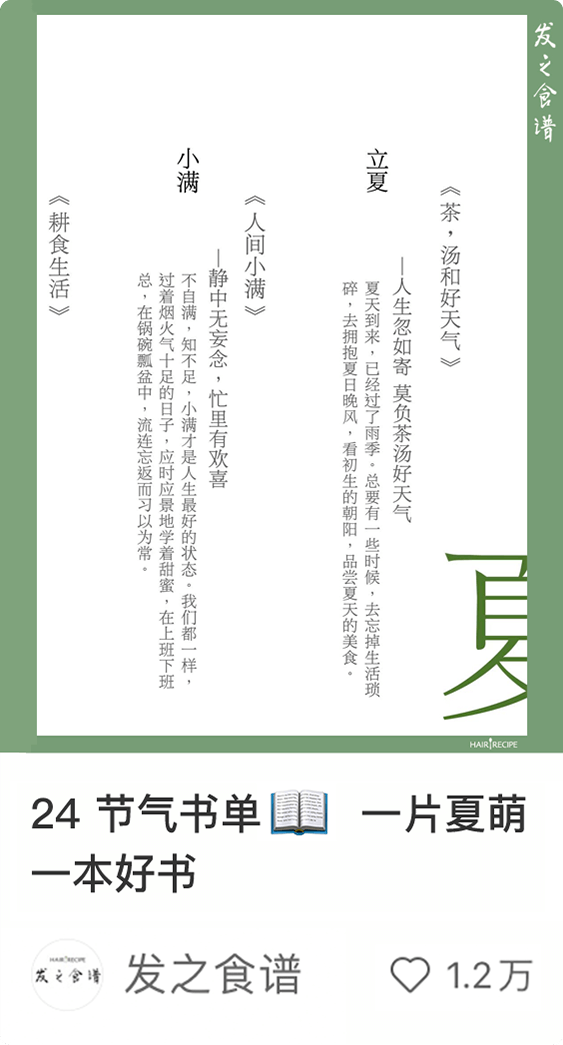 发之食谱
《茶，汤和好天气》
立夏
—人生忽如寄 莫负茶汤好天气
夏天到来，已经过了雨季。总要有一些时候，去忘掉生活琐
碎，去拥抱夏日晚风，看初生的朝阳，品尝夏天的美食。
《人间小满》
小满
—静中无妄念，忙里有欢喜
不自满，知不足，小满才是人生最好的状态。我们都一样，
过着烟火气十足的日子，应时应景地学着甜蜜，在上班下班
总，在锅碗瓢盆中，流连忘返而习以为常。
《耕食生活》
夏
HAIR RECIPE
24 节气书单 一片夏萌
一本好书
HAIR RECIPE
发之食谱
发之食谱
1.2万